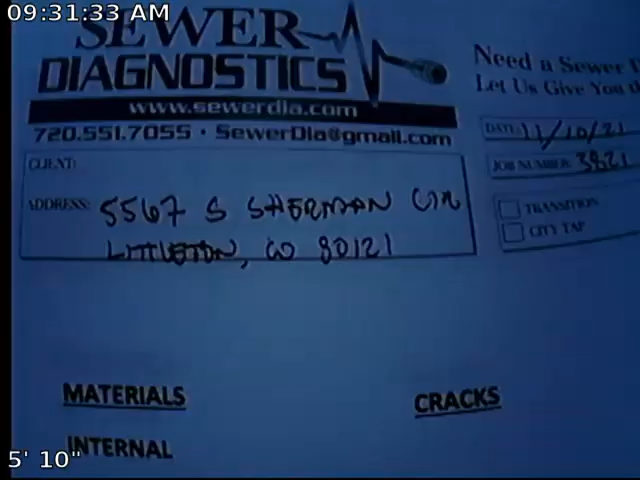 09:31:33 AM
SEWER
DIAGNOSTICS
www.sewerdia.com
720.551.7055 · SewerDia@gmail.com
Need a Sewer
Let Us Give You
DATE: 11/10/21
JOB NUMBER: 3821
CLIENT:
ADDRESS: 5567 S SHERMAN CIR
LITTLETON, CO 80121
TRANSITION
CITY TAP
MATERIALS
CRACKS
INTERNAL
5' 10"